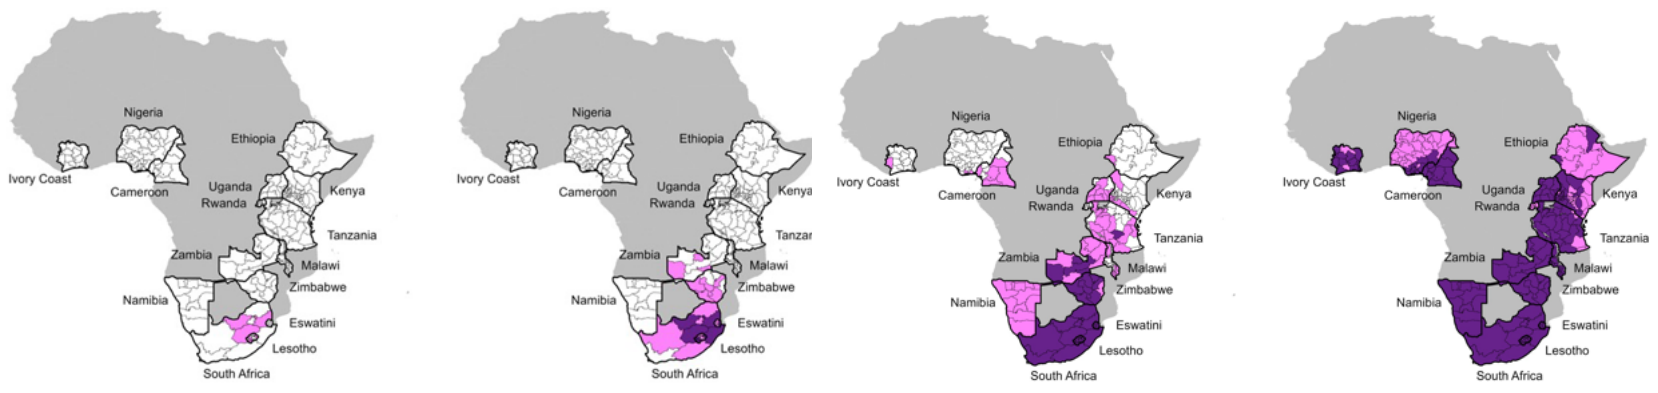 Nigeria
Ethiopia
Ivory Coast
Cameroon
Uganda
Rwanda
Kenya
Tanzania
Zambia
Malawi
Zimbabwe
Namibia
Eswatini
Lesotho
South Africa
Nigeria
Ethiopia
Ivory Coast
Cameroon
Uganda
Rwanda
Kenya
Tanzar
Zambia
Malawi
Zimbabwe
Namibia
Eswatini
Lesotho
South Africa
Nigeria
Ethiopia
Ivory Coast
Cameroon
Uganda
Rwanda
Kenya
Tanzania
Zambia
Malawi
Zimbabwe
Namibia
Eswatini
Lesotho
South Africa
Nigeria
Ethiopia
Ivory Coast
Cameroon
Uganda
Rwanda
Kenya
Tanzania
Zambia
Malawi
Zimbabwe
Namibia
Eswatini
Lesotho
South Africa